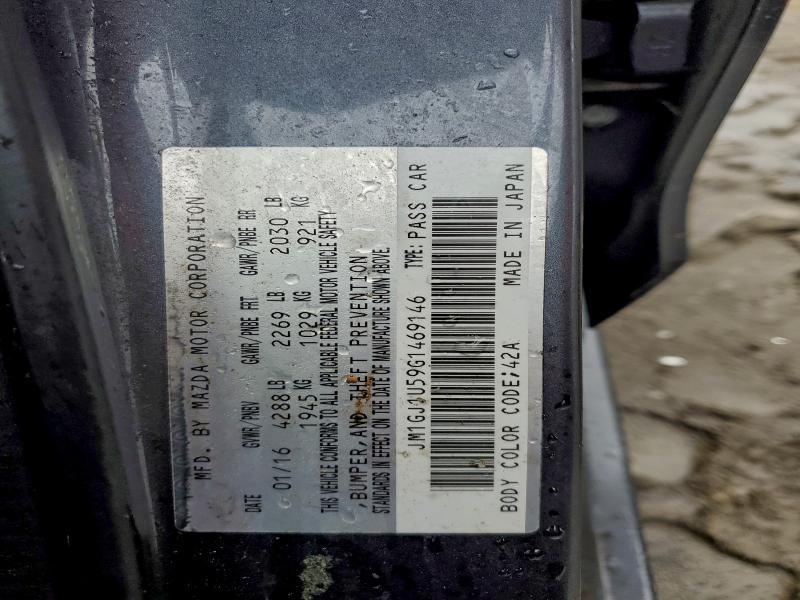 MFD. BY MAZDA MOTOR CORPORATION
DATE GVWR/PNBV GAWR/PNBE FRT. GAWR/PNBE RR.
01/16 4288 LB 2269 LB 2030 LB
1945 KG 1029 KG 921 KG
THIS VEHICLE CONFORMS TO ALL APPLICABLE FEDERAL MOTOR VEHICLE SAFETY
,BUMPER,AND THEFT PREVENTION
STANDARDS IN EFFECT ON THE DATE OF MANUFACTURE SHOWN ABOVE.
JM1GJ1U59G1469146 TYPE: PASS CAR
BODY COLOR CODE:42A MADE IN JAPAN